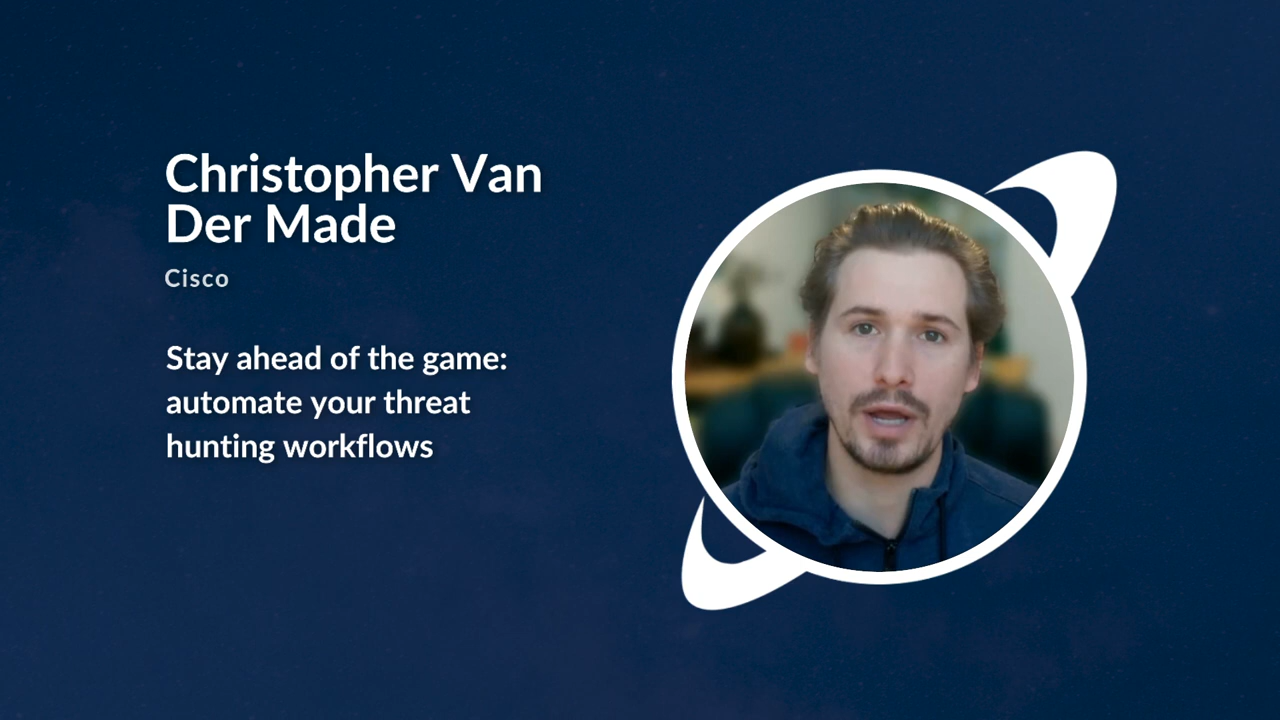 Christopher Van
Der Made
Cisco
Stay ahead of the game:
automate your threat
hunting workflows